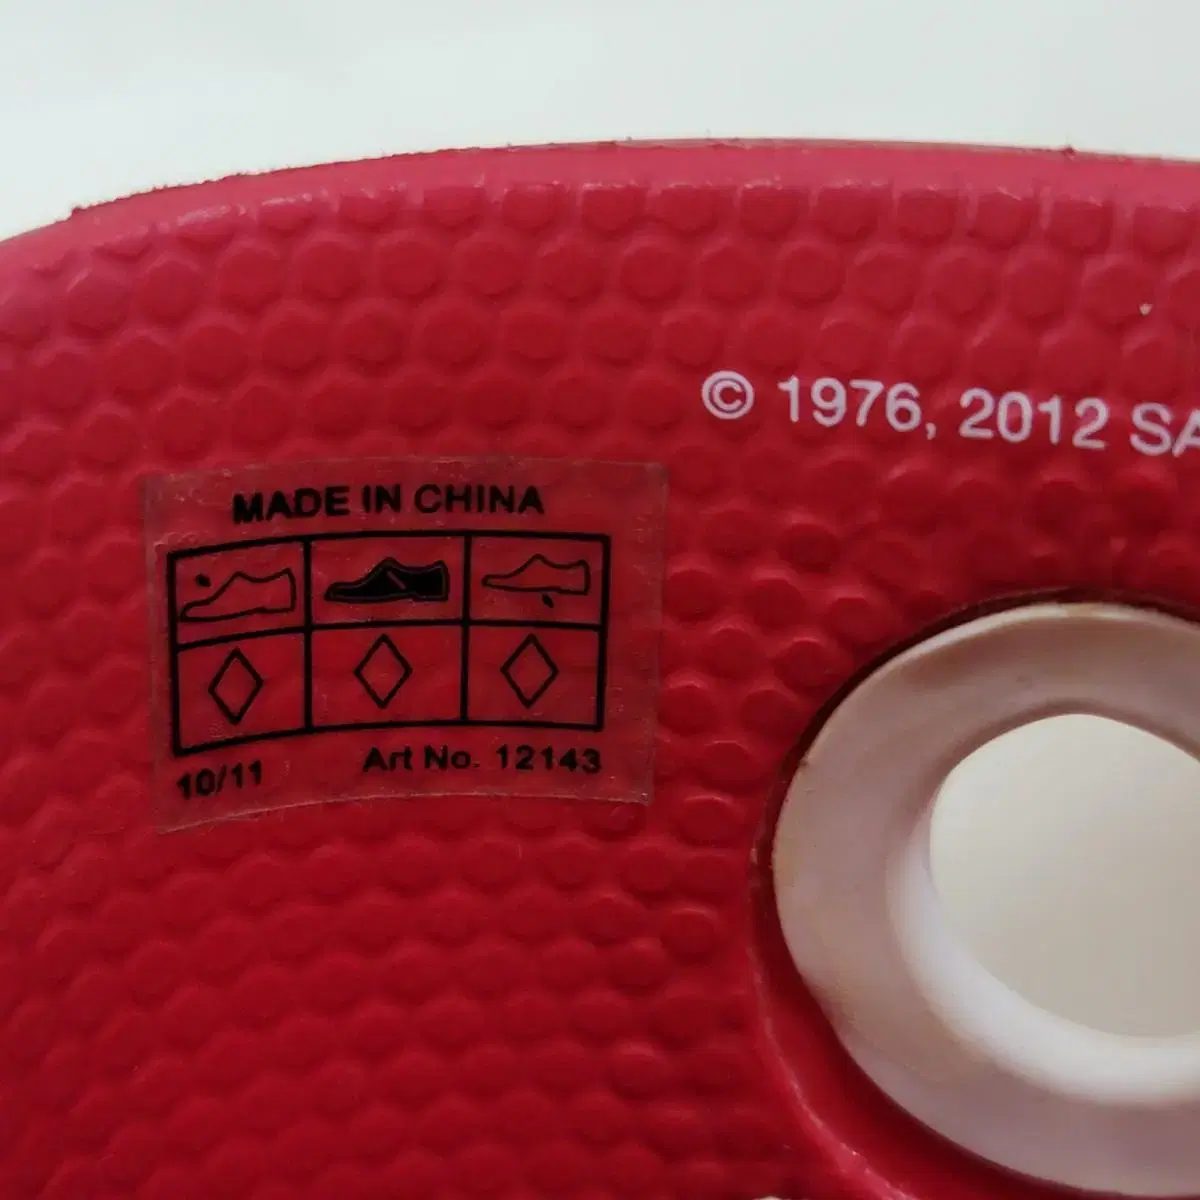 © 1976, 2012 SA
MADE IN CHINA
10/11 Art No. 12143